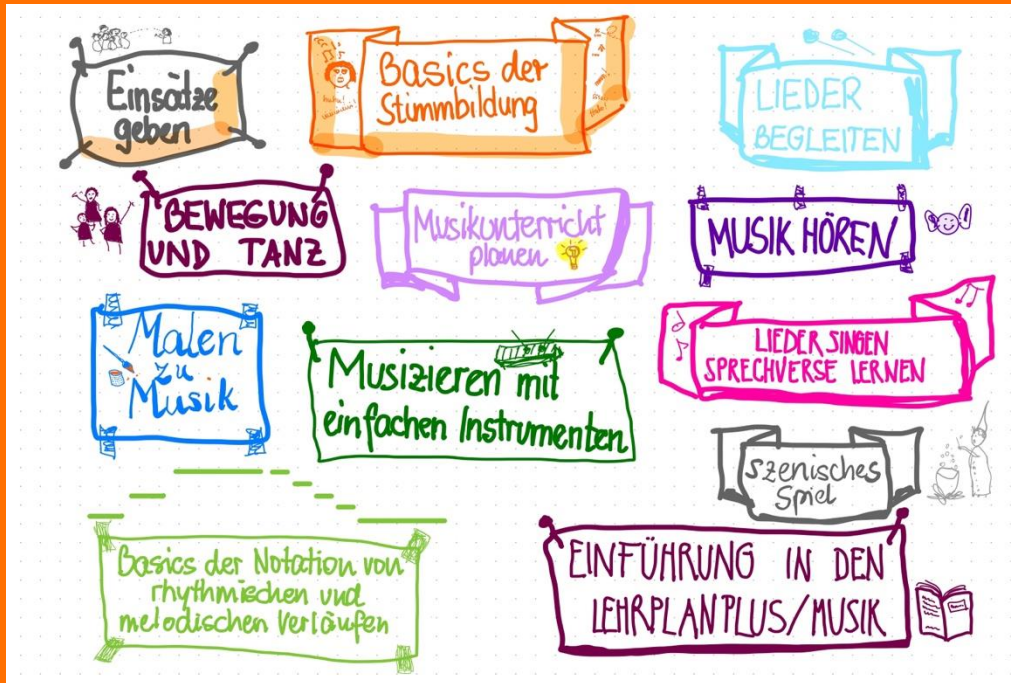 Einsätze
geben
Basics der
Stimmbildung
LIEDER
BEGLEITEN
BEWEGUNG
UND TANZ
Musikunterricht
planen
MUSIK HÖREN
Malen
zu
Musik
Musizieren mit
einfachen Instrumenten
LIEDER SINGEN
SPRECHVERSE LERNEN
Szenisches
Spiel
Basics der Notation von
rhythmischen und
melodischen Verläufen
EINFÜHRUNG IN DEN
LEHRPLANPLUS/MUSIK